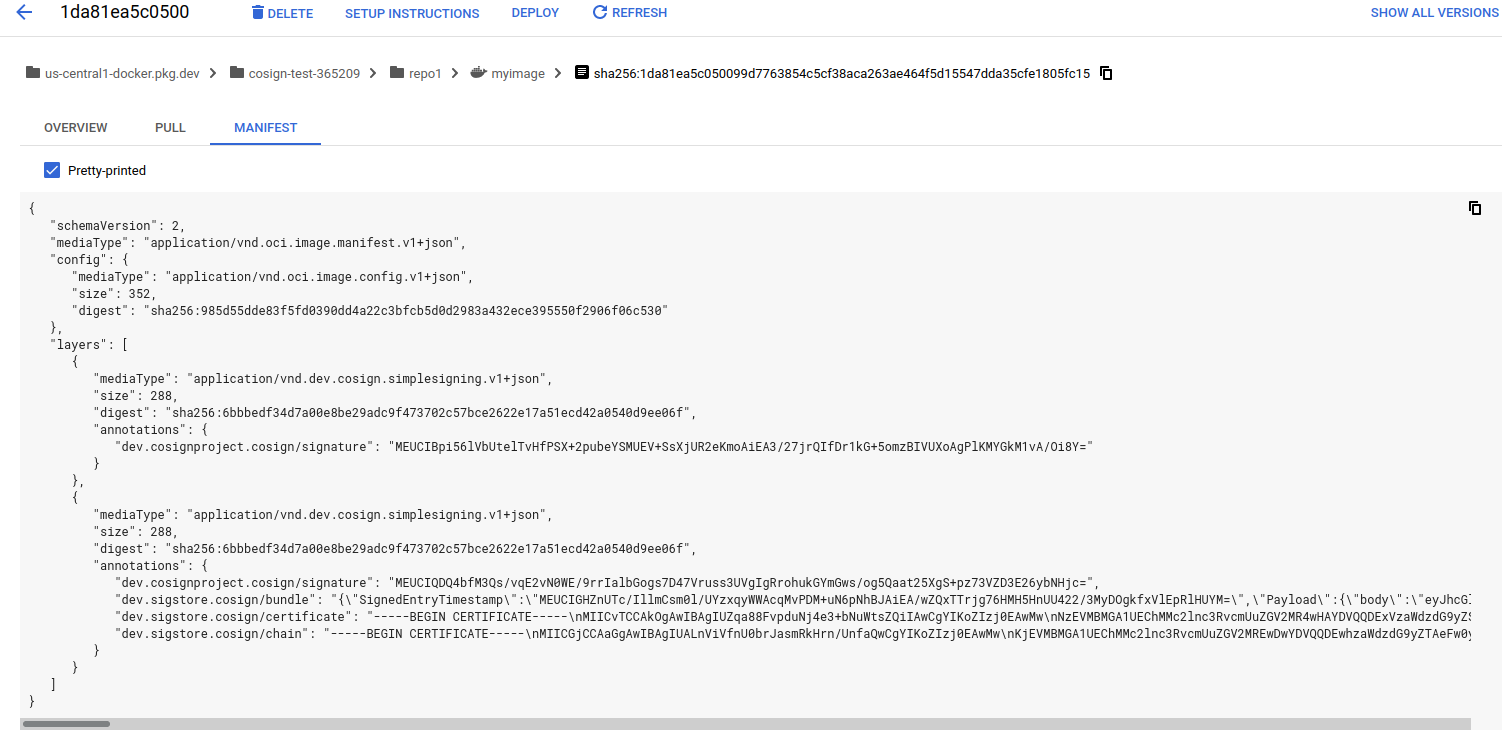 1da81ea5c0500 DELETE SETUP INSTRUCTIONS DEPLOY REFRESH SHOW ALL VERSIONS
us-central1-docker.pkg.dev cosign-test-365209 repo1 myimage sha256:1da81ea5c050099d7763854c5cf38aca263ae464f5d15547dda35cfe1805fc15
OVERVIEW PULL MANIFEST
Pretty-printed
{
"schemaVersion": 2,
"mediaType": "application/vnd.oci.image.manifest.v1+json",
"config": {
"mediaType": "application/vnd.oci.image.config.v1+json",
"size": 352,
"digest": "sha256:985d55dde83f5fd0390dd4a22c3bfcb5d0d2983a432ece395550f2906f06c530"
},
"layers": [
{
"mediaType": "application/vnd.dev.cosign.simplesigning.v1+json",
"size": 288,
"digest": "sha256:6bbbedf34d7a00e8be29adc9f473702c57bce2622e17a51ecd42a0540d9ee06f",
"annotations": {
"dev.cosignproject.cosign/signature": "MEUCIBpi56lVbUtelTvHfPSX+2pubeYSMUEV+SsXjUR2eKmoAiEA3/27jrQIfDr1kG+5omzBIVUXoAgPlKMYGkM1vA/Oi8Y="
}
},
{
"mediaType": "application/vnd.dev.cosign.simplesigning.v1+json",
"size": 288,
"digest": "sha256:6bbbedf34d7a00e8be29adc9f473702c57bce2622e17a51ecd42a0540d9ee06f",
"annotations": {
"dev.cosignproject.cosign/signature": "MEUCIQDQ4bfM3Qs/vqE2vN0WE/9rrIalbGogs7D47Vruss3UVgIgRrohukGYmGws/og5Qaat25XgS+pz73VZD3E26ybNHjc=",
"dev.sigstore.cosign/bundle": "{\"SignedEntryTimestamp\":\"MEUCIGHZnUTc/IllmCsm0l/UYzxqyWWAcqMvPDM+uN6pNhBJAiEA/wZQxTTrjg76HMH5HnUU422/3MyDOgkfxVlEpRlHUYM=\",\"Payload\":{\"body\":\"eyJhcGl
"dev.sigstore.cosign/certificate": "-----BEGIN CERTIFICATE-----\nMIICvTCCAkOgAwIBAgIUZqa88FvpduNj4e3+bNuWtsZQiIAwCgYIKoZIzj0EAwMw\nNzEVMBMGA1UEChMMc2lnc3RvcmUuZGV2MR4wHAYDVQQDExVzaWdzdG9yZS
"dev.sigstore.cosign/chain": "-----BEGIN CERTIFICATE-----\nMIICGjCCAaGgAwIBAgIUALnViVfnU0brJasmRkHrn/UnfaQwCgYIKoZIzj0EAwMw\nKjEVMBMGA1UEChMMc2lnc3RvcmUuZGV2MREwDwYDVQQDEwhzaWdzdG9yZTAeFw0y
}
}
]
}